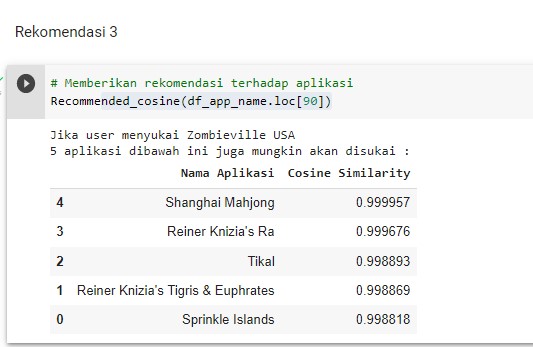 Rekomendasi 3
# Memberikan rekomendasi terhadap aplikasi
Recommended_cosine(df_app_name.loc[90])
Jika user menyukai Zombieville USA
5 aplikasi dibawah ini juga mungkin akan disukai :
Nama Aplikasi Cosine Similarity
4 Shanghai Mahjong 0.999957
3 Reiner Knizia's Ra 0.999676
2 Tikal 0.998893
1 Reiner Knizia's Tigris & Euphrates 0.998869
0 Sprinkle Islands 0.998818